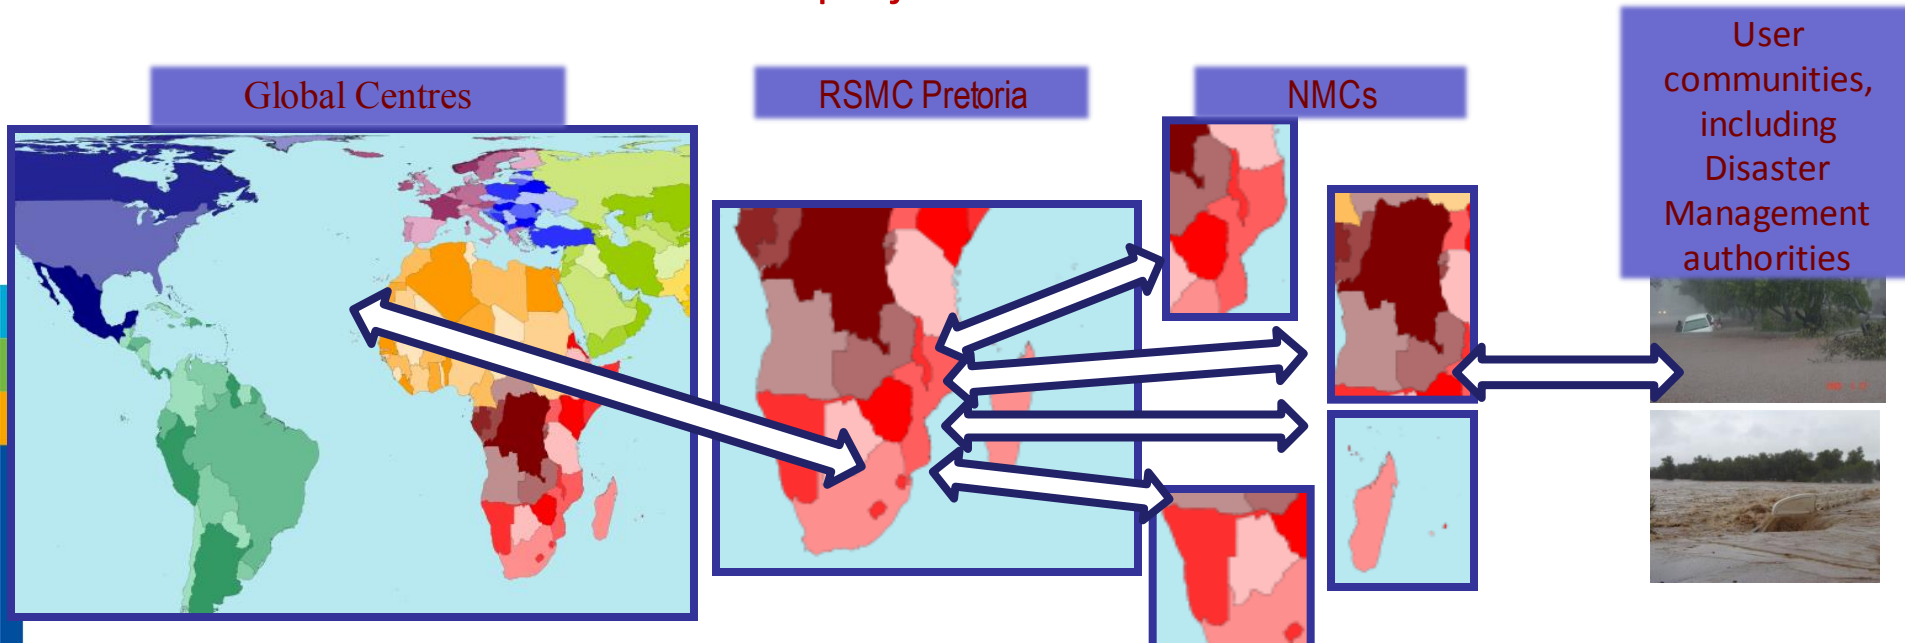 Global Centres
RSMC Pretoria
NMCs
User
communities,
including
Disaster
Management
authorities